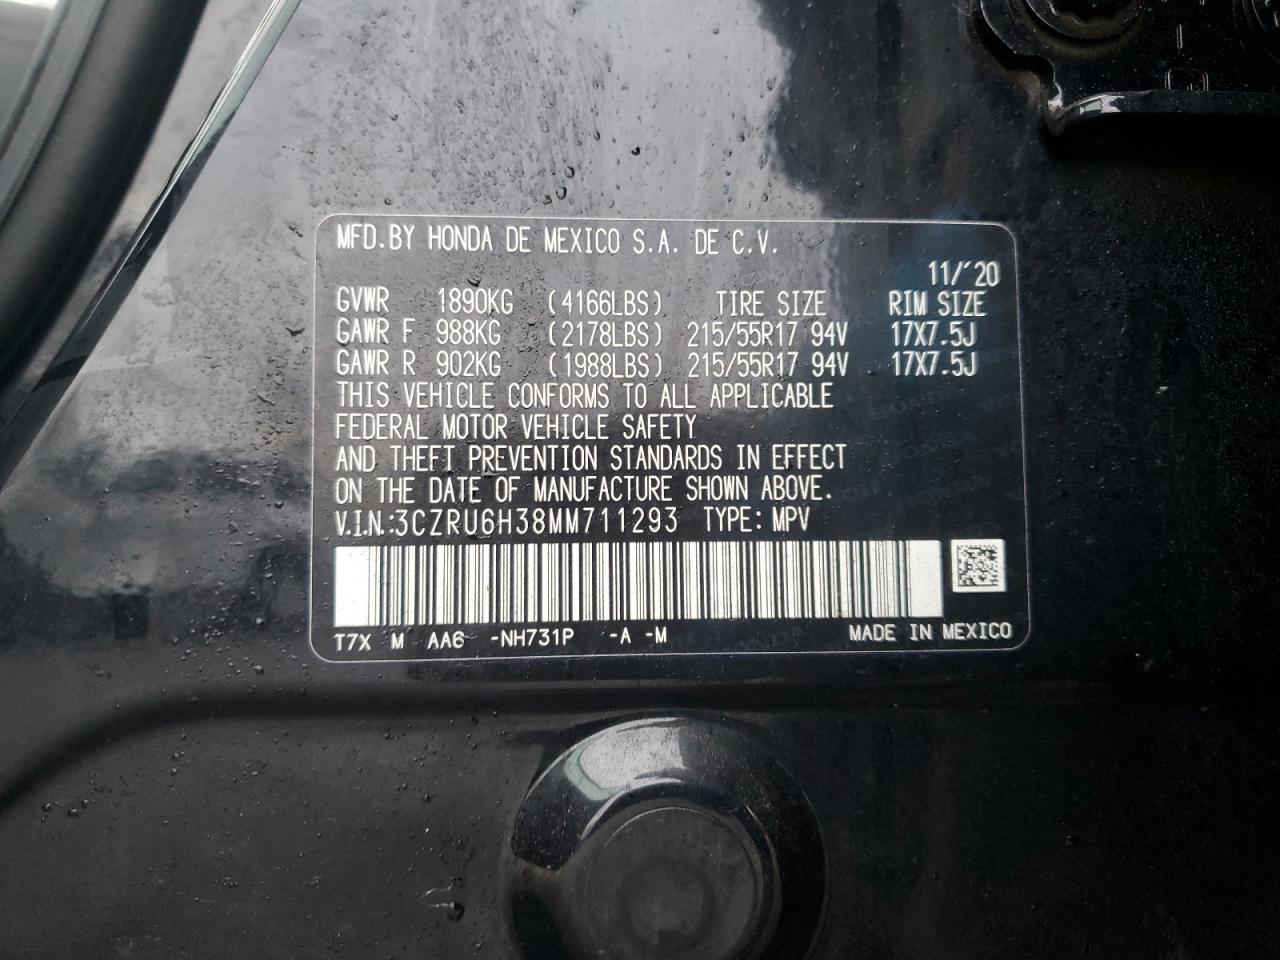 MFD.BY HONDA DE MEXICO S.A. DE C.V.
11/'20
GVWR 1890KG (4166LBS) TIRE SIZE RIM SIZE
GAWR F 988KG (2178LBS) 215/55R17 94V 17X7.5J
GAWR R 902KG (1988LBS) 215/55R17 94V 17X7.5J
THIS VEHICLE CONFORMS TO ALL APPLICABLE
FEDERAL MOTOR VEHICLE SAFETY
AND THEFT PREVENTION STANDARDS IN EFFECT
ON THE DATE OF MANUFACTURE SHOWN ABOVE.
V.I.N.:3CZRU6H38MM711293 TYPE: MPV
T7X M AA6 -NH731P -A -M MADE IN MEXICO